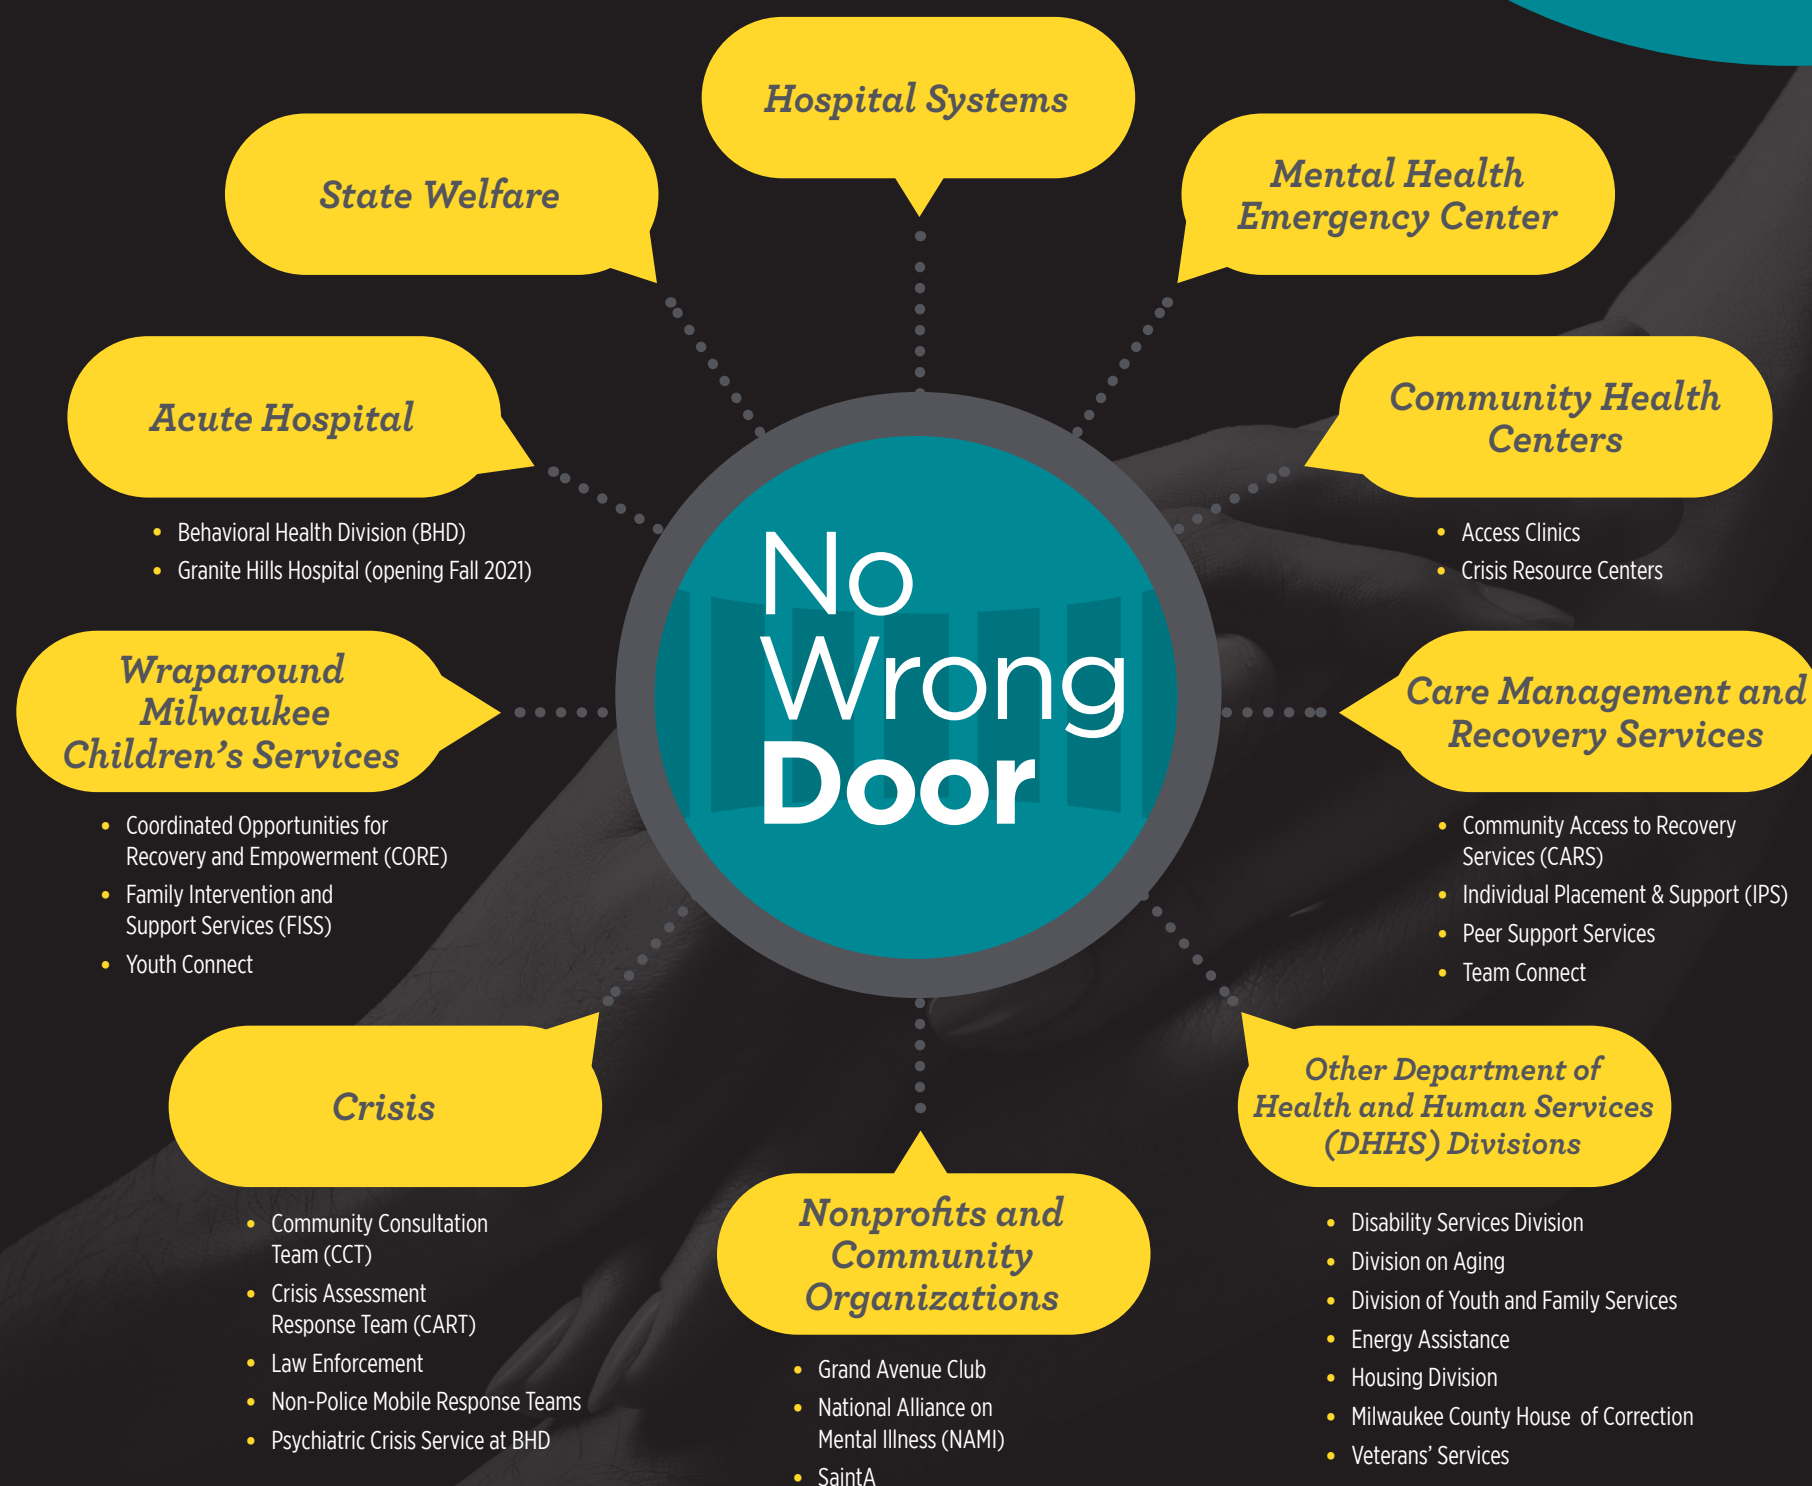 Hospital Systems
State Welfare
Mental Health
Emergency Center
Acute Hospital
• Behavioral Health Division (BHD)
• Granite Hills Hospital (opening Fall 2021)
Community Health
Centers
• Access Clinics
• Crisis Resource Centers
No
Wrong
Door
Wraparound
Milwaukee
Children's Services
• Coordinated Opportunities for
Recovery and Empowerment (CORE)
• Family Intervention and
Support Services (FISS)
• Youth Connect
Care Management and
Recovery Services
• Community Access to Recovery
Services (CARS)
• Individual Placement & Support (IPS)
• Peer Support Services
• Team Connect
Crisis
• Community Consultation
Team (CCT)
• Crisis Assessment
Response Team (CART)
• Law Enforcement
• Non-Police Mobile Response Teams
• Psychiatric Crisis Service at BHD
Nonprofits and
Community
Organizations
• Grand Avenue Club
• National Alliance on
Mental Illness (NAMI)
• SaintA
Other Department of
Health and Human Services
(DHHS) Divisions
• Disability Services Division
• Division on Aging
• Division of Youth and Family Services
• Energy Assistance
• Housing Division
• Milwaukee County House of Correction
• Veterans' Services